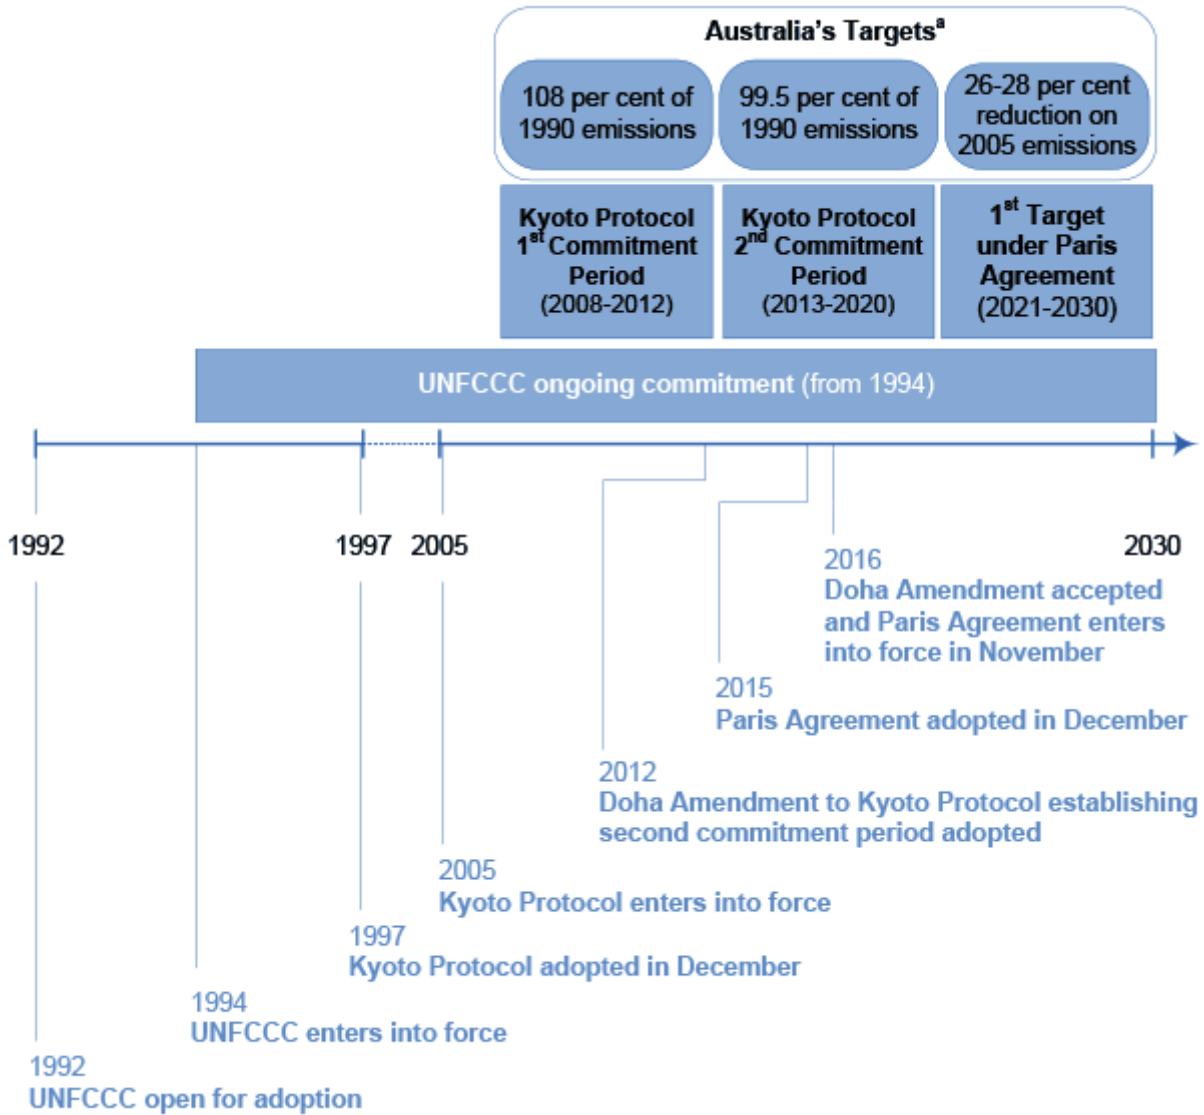 Australia's Targetsª
108 per cent of
1990 emissions
99.5 per cent of
1990 emissions
26-28 per cent
reduction on
2005 emissions
Kyoto Protocol
1st Commitment
Period
(2008-2012)
Kyoto Protocol
2nd Commitment
Period
(2013-2020)
1st Target
under Paris
Agreement
(2021-2030)
UNFCCC ongoing commitment (from 1994)
1992
1997
2005
2030
2016
Doha Amendment accepted
and Paris Agreement enters
into force in November
2015
Paris Agreement adopted in December
2012
Doha Amendment to Kyoto Protocol establishing
second commitment period adopted
2005
Kyoto Protocol enters into force
1997
Kyoto Protocol adopted in December
1994
UNFCCC enters into force
1992
UNFCCC open for adoption